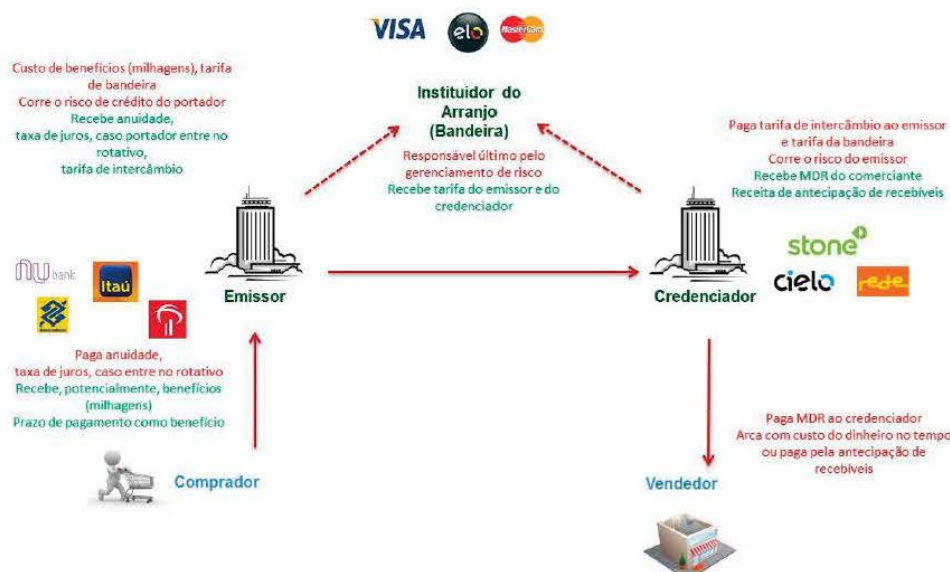 VISA
elo
MasterCard
Custo de benefícios (milhagens), tarifa
de bandeira
Corre o risco de crédito do portador
Recebe anuidade,
taxa de juros, caso portador entre no
rotativo,
tarifa de intercâmbio
Instituidor do
Arranjo
(Bandeira)
Responsável último pelo
gerenciamento de risco
Recebe tarifa do emissor e do
credenciador
Paga tarifa de intercâmbio ao emissor
e tarifa da bandeira
Corre o risco do emissor
Recebe MDR do comerciante
Receita de antecipação de recebíveis
nu bank
Itaú
Emissor
Credenciador
stone
cielo
rede
Paga anuidade,
taxa de juros, caso entre no rotativo
Recebe, potencialmente, benefícios
(milhagens)
Prazo de pagamento como benefício
Comprador
Paga MDR ao credenciador
Arca com custo do dinheiro no tempo
ou paga pela antecipação de
recebíveis
Vendedor